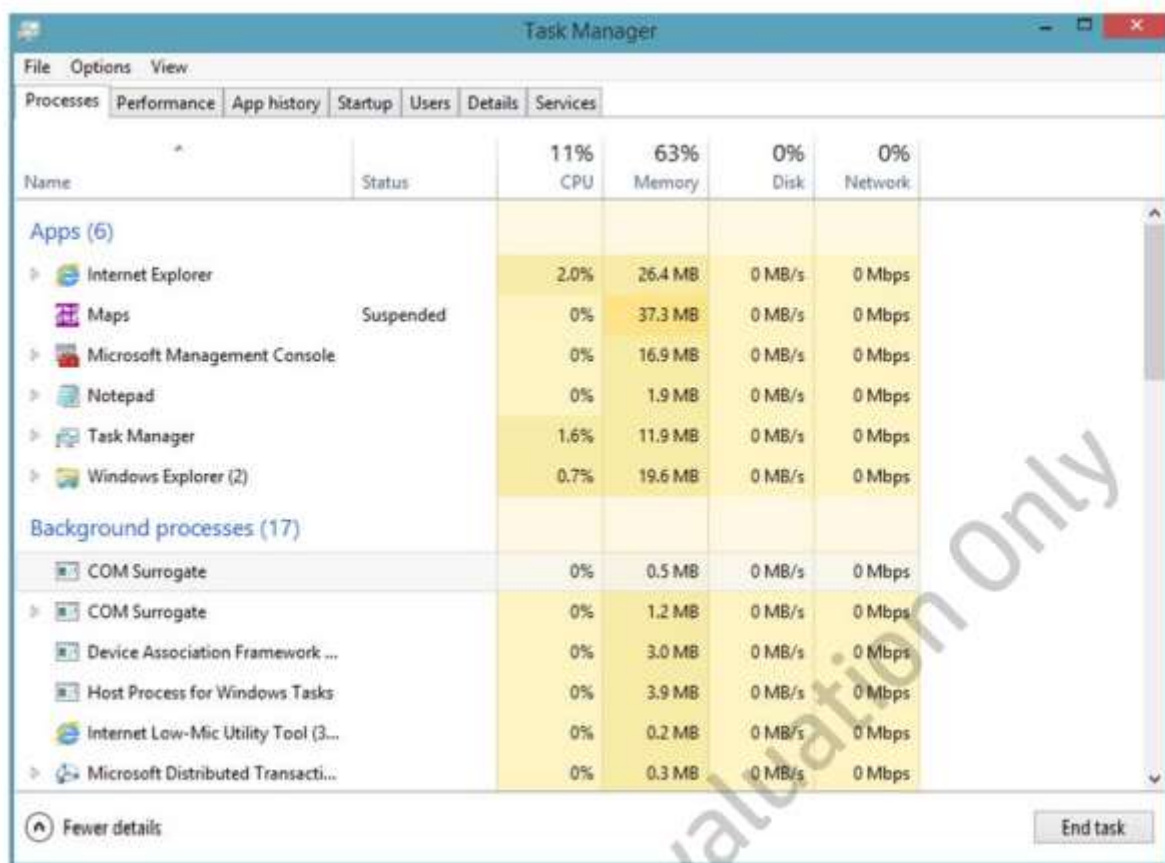 Task Manager
File Options View
Processes Performance App history Startup Users Details Services
11% 63% 0% 0%
Name Status CPU Memory Disk Network
Apps (6)
Internet Explorer 2.0% 26.4 MB 0 MB/s 0 Mbps
Maps Suspended 0% 37.3 MB 0 MB/s 0 Mbps
Microsoft Management Console 0% 16.9 MB 0 MB/s 0 Mbps
Notepad 0% 1.9 MB 0 MB/s 0 Mbps
Task Manager 1.6% 11.9 MB 0 MB/s 0 Mbps
Windows Explorer (2) 0.7% 19.6 MB 0 MB/s 0 Mbps
Background processes (17)
COM Surrogate 0% 0.5 MB 0 MB/s 0 Mbps
COM Surrogate 0% 1.2 MB 0 MB/s 0 Mbps
Device Association Framework ... 0% 3.0 MB 0 MB/s 0 Mbps
Host Process for Windows Tasks 0% 3.9 MB 0 MB/s 0 Mbps
Internet Low-Mic Utility Tool (3... 0% 0.2 MB 0 MB/s 0 Mbps
Microsoft Distributed Transacti... 0% 0.3 MB 0 MB/s 0 Mbps
Fewer details End task
valuation Only